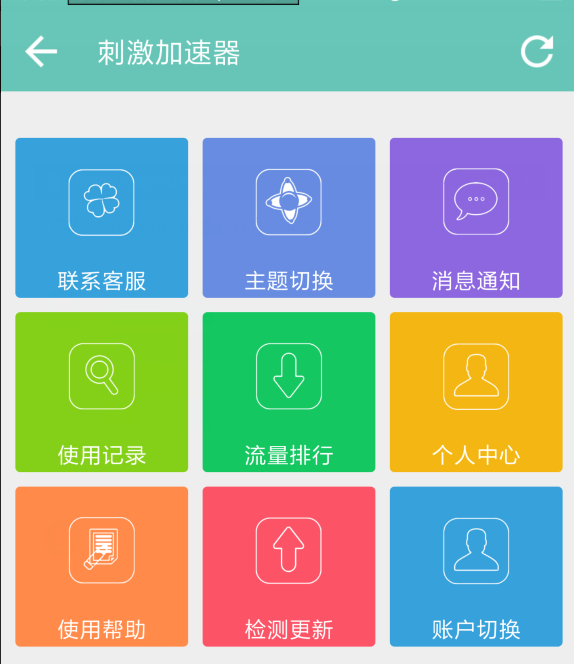 刺激加速器
联系客服
主题切换
消息通知
使用记录
流量排行
个人中心
使用帮助
检测更新
账户切换